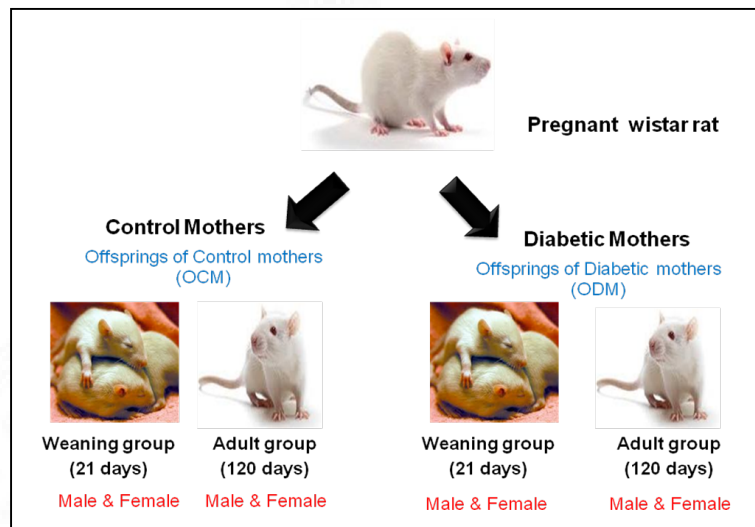 Pregnant wistar rat
Control Mothers
Offsprings of Control mothers
(OCM)
Diabetic Mothers
Offsprings of Diabetic mothers
(ODM)
Weaning group
(21 days)
Male & Female
Adult group
(120 days)
Male & Female
Weaning group
(21 days)
Male & Female
Adult group
(120 days)
Male & Female